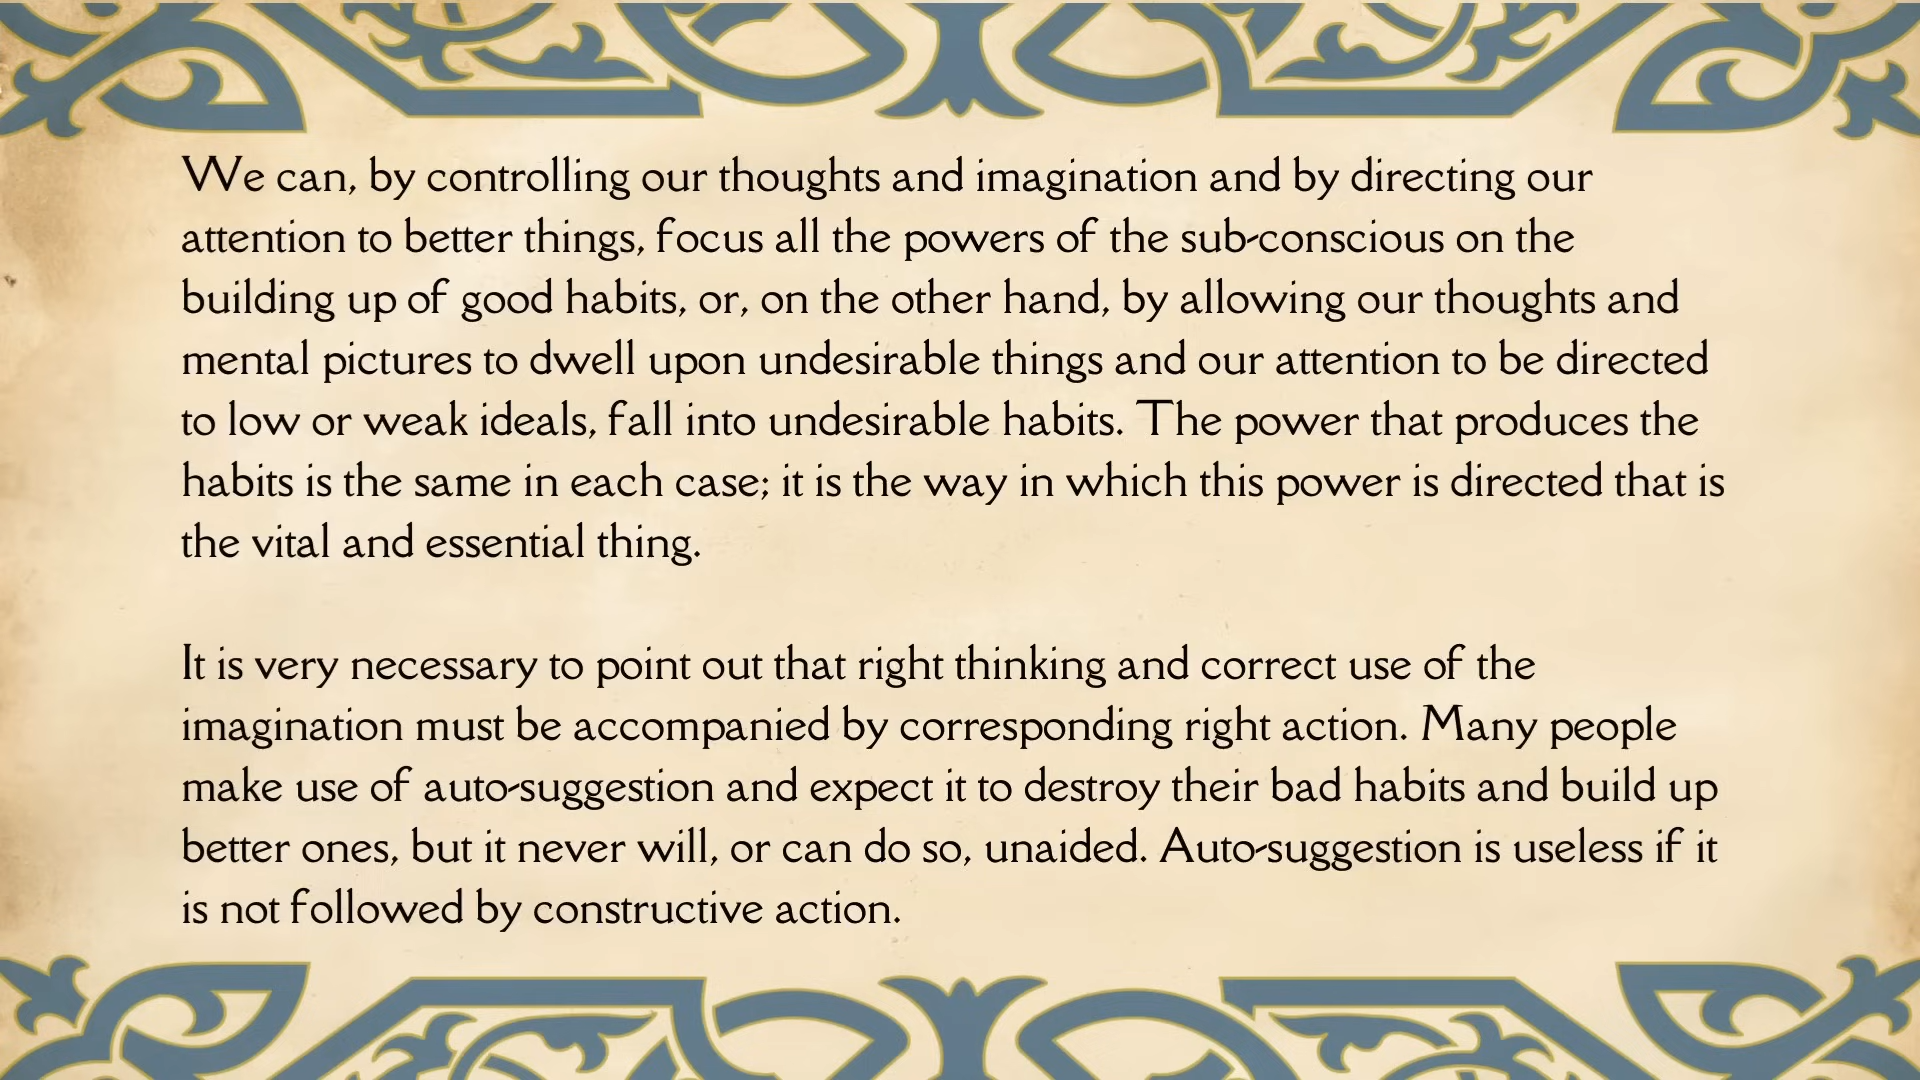 We can, by controlling our thoughts and imagination and by directing our
attention to better things, focus all the powers of the sub-conscious on the
building up of good habits, or, on the other hand, by allowing our thoughts and
mental pictures to dwell upon undesirable things and our attention to be directed
to low or weak ideals, fall into undesirable habits. The power that produces the
habits is the same in each case; it is the way in which this power is directed that is
the vital and essential thing.

It is very necessary to point out that right thinking and correct use of the
imagination must be accompanied by corresponding right action. Many people
make use of auto-suggestion and expect it to destroy their bad habits and build up
better ones, but it never will, or can do so, unaided. Auto-suggestion is useless if it
is not followed by constructive action.